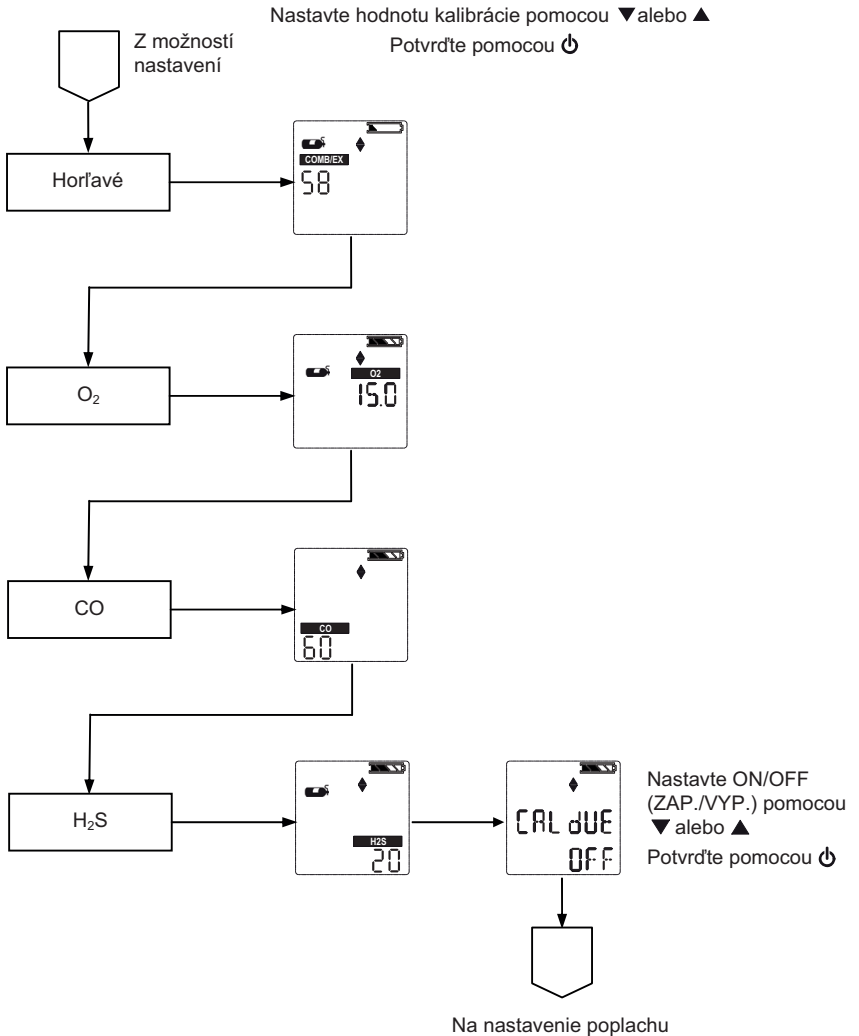 Nastavte hodnotu kalibrácie pomocou ▼alebo ▲
Potvrďte pomocou ⏻
Z možností
nastavení
Horľavé
COMB/EX
58
O₂
O2
15.0
CO
CO
60
H₂S
H2S
20
CAL dUE
OFF
Nastavte ON/OFF
(ZAP./VYP.) pomocou
▼ alebo ▲
Potvrďte pomocou ⏻
Na nastavenie poplachu